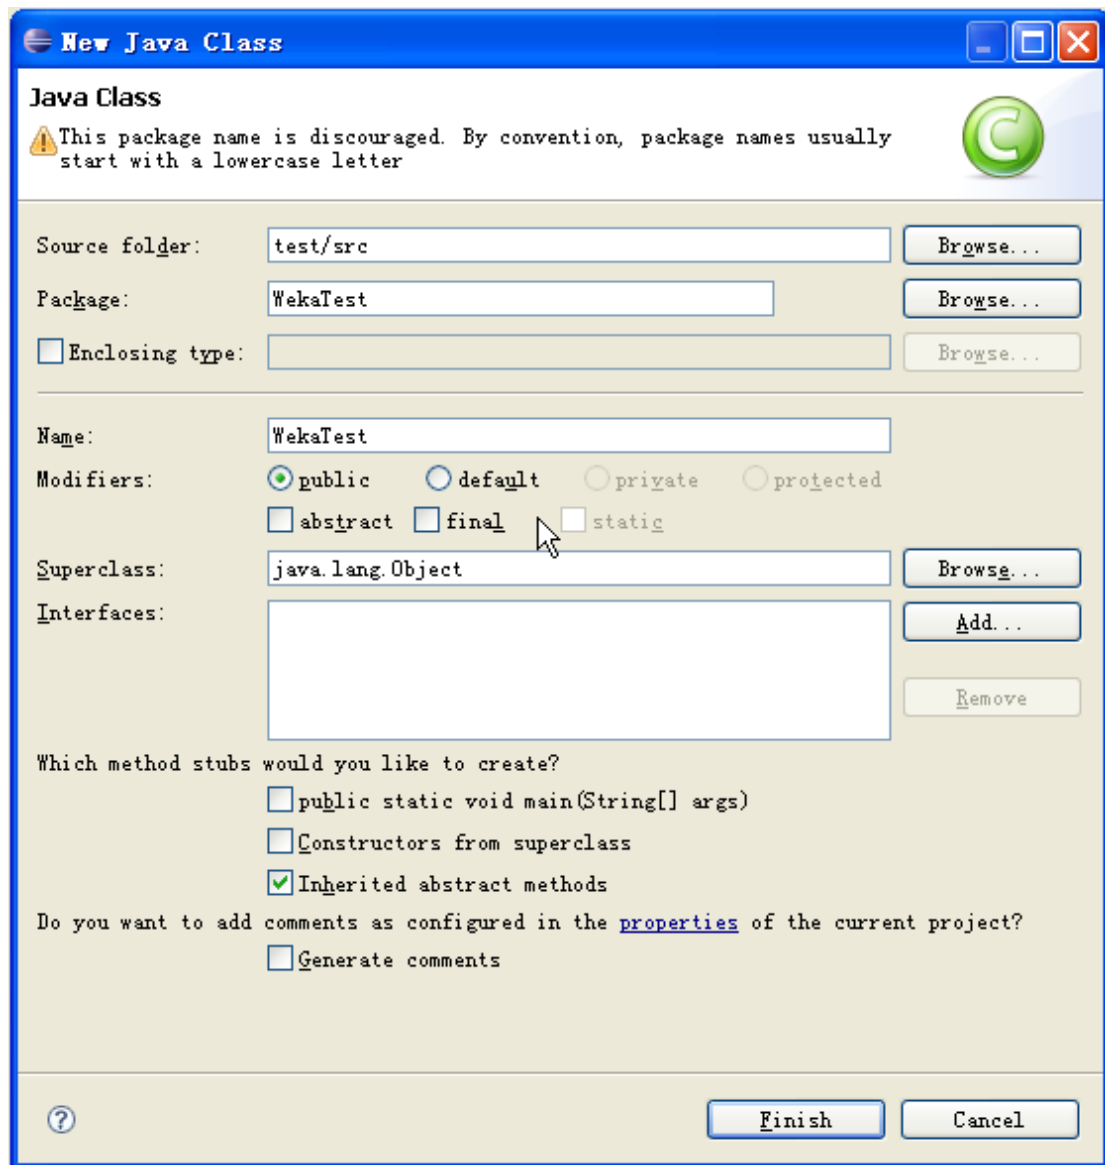 New Java Class
Java Class
This package name is discouraged. By convention, package names usually
start with a lowercase letter
Source folder: test/src Browse...
Package: WekaTest Browse...
Enclosing type: Browse...
Name: WekaTest
Modifiers: public default private protected
abstract final static
Superclass: java.lang.Object Browse...
Interfaces: Add...
Remove
Which method stubs would you like to create?
public static void main(String[] args)
Constructors from superclass
Inherited abstract methods
Do you want to add comments as configured in the properties of the current project?
Generate comments
? Finish Cancel